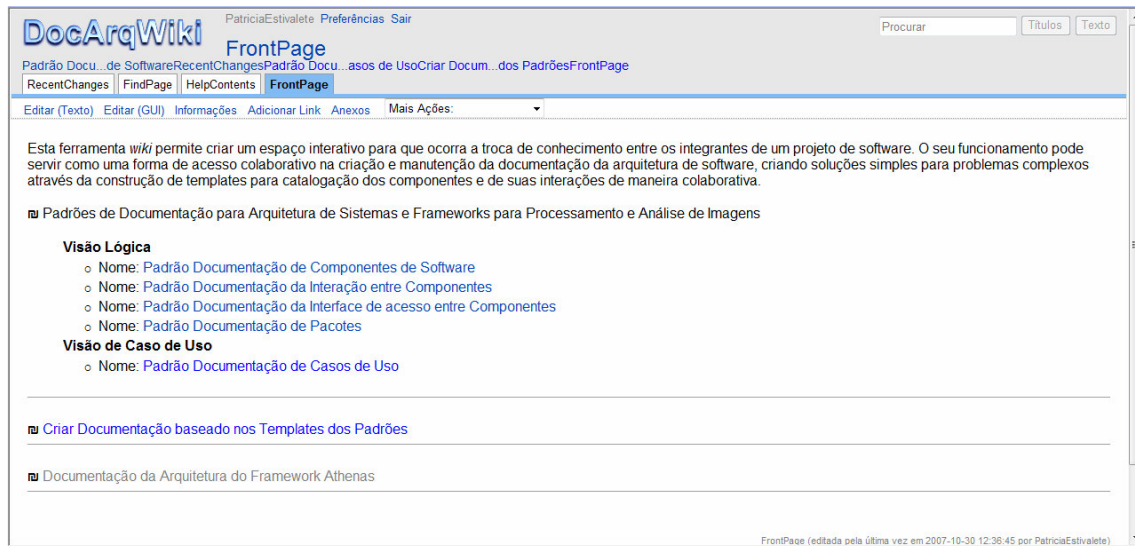 DocArqWiki
PatriciaEstivalete Preferências Sair
Procurar Títulos Texto
FrontPage
Padrão Docu...de SoftwareRecentChangesPadrão Docu...asos de UsoCriar Docum...dos PadrõesFrontPage
RecentChanges FindPage HelpContents FrontPage
Editar (Texto) Editar (GUI) Informações Adicionar Link Anexos Mais Ações:
Esta ferramenta wiki permite criar um espaço interativo para que ocorra a troca de conhecimento entre os integrantes de um projeto de software. O seu funcionamento pode
servir como uma forma de acesso colaborativo na criação e manutenção da documentação da arquitetura de software, criando soluções simples para problemas complexos
através da construção de templates para catalogação dos componentes e de suas interações de maneira colaborativa.
₪ Padrões de Documentação para Arquitetura de Sistemas e Frameworks para Processamento e Análise de Imagens
Visão Lógica
o Nome: Padrão Documentação de Componentes de Software
o Nome: Padrão Documentação da Interação entre Componentes
o Nome: Padrão Documentação da Interface de acesso entre Componentes
o Nome: Padrão Documentação de Pacotes
Visão de Caso de Uso
o Nome: Padrão Documentação de Casos de Uso
₪ Criar Documentação baseado nos Templates dos Padrões
₪ Documentação da Arquitetura do Framework Athenas
FrontPage (editada pela última vez em 2007-10-30 12:36:45 por PatriciaEstivalete)